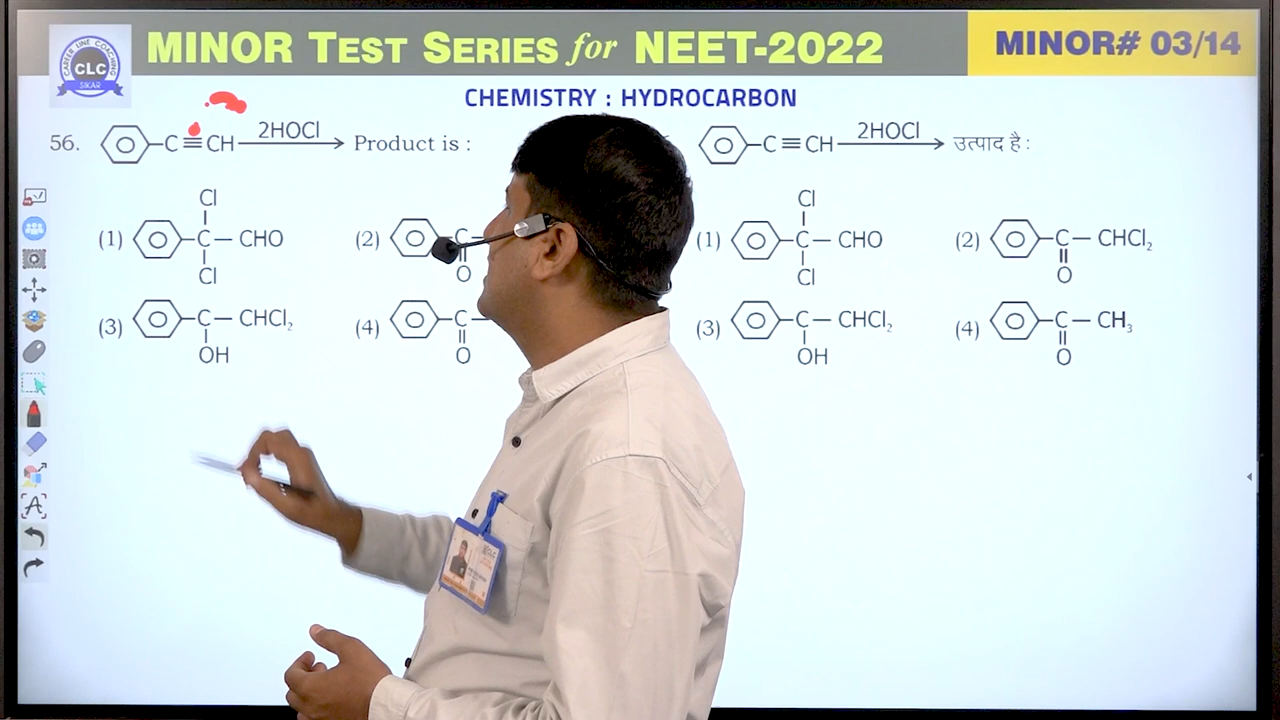 CAREER LINE COACHING
CLC
SIKAR
MINOR TEST SERIES for NEET-2022
MINOR# 03/14
CHEMISTRY : HYDROCARBON
56. C≡CH 2HOCl Product is :
(1) Cl
C — CHO
Cl
(2) C
O
(3) C — CHCl₂
OH
(4) C
O
C≡CH 2HOCl उत्पाद है :
(1) Cl
C — CHO
Cl
(2) C — CHCl₂
O
(3) C — CHCl₂
OH
(4) C — CH₃
O
A
CLC